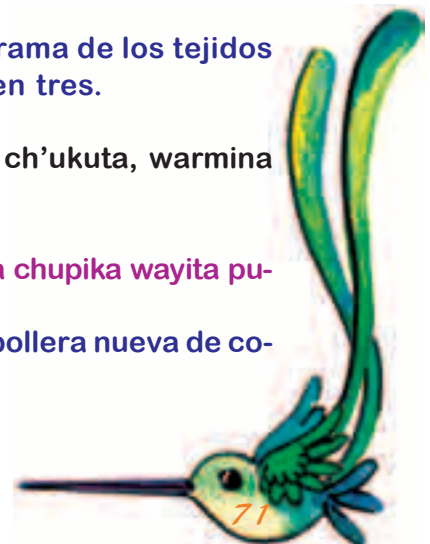 rama de los tejidos
en tres.
ch'ukuta, warmina
chupika wayita pu-
pollera nueva de co-
71